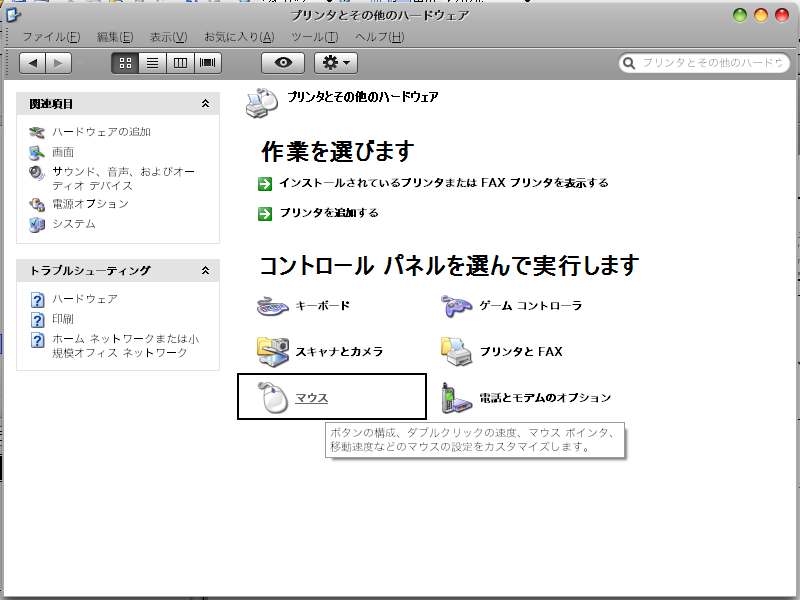 プリンタとその他のハードウェア
ファイル(F) 編集(E) 表示(V) お気に入り(A) ツール(T) ヘルプ(H)
プリンタとその他のハードウ
関連項目
ハードウェアの追加
画面
サウンド、音声、およびオー
ディオ デバイス
電源オプション
システム
トラブルシューティング
ハードウェア
印刷
ホーム ネットワークまたは小
規模オフィス ネットワーク
プリンタとその他のハードウェア
作業を選びます
インストールされているプリンタまたは FAX プリンタを表示する
プリンタを追加する
コントロール パネルを選んで実行します
キーボード
ゲーム コントローラ
スキャナとカメラ
プリンタと FAX
マウス
電話とモデムのオプション
ボタンの構成、ダブルクリックの速度、マウス ポインタ、
移動速度などのマウスの設定をカスタマイズします。